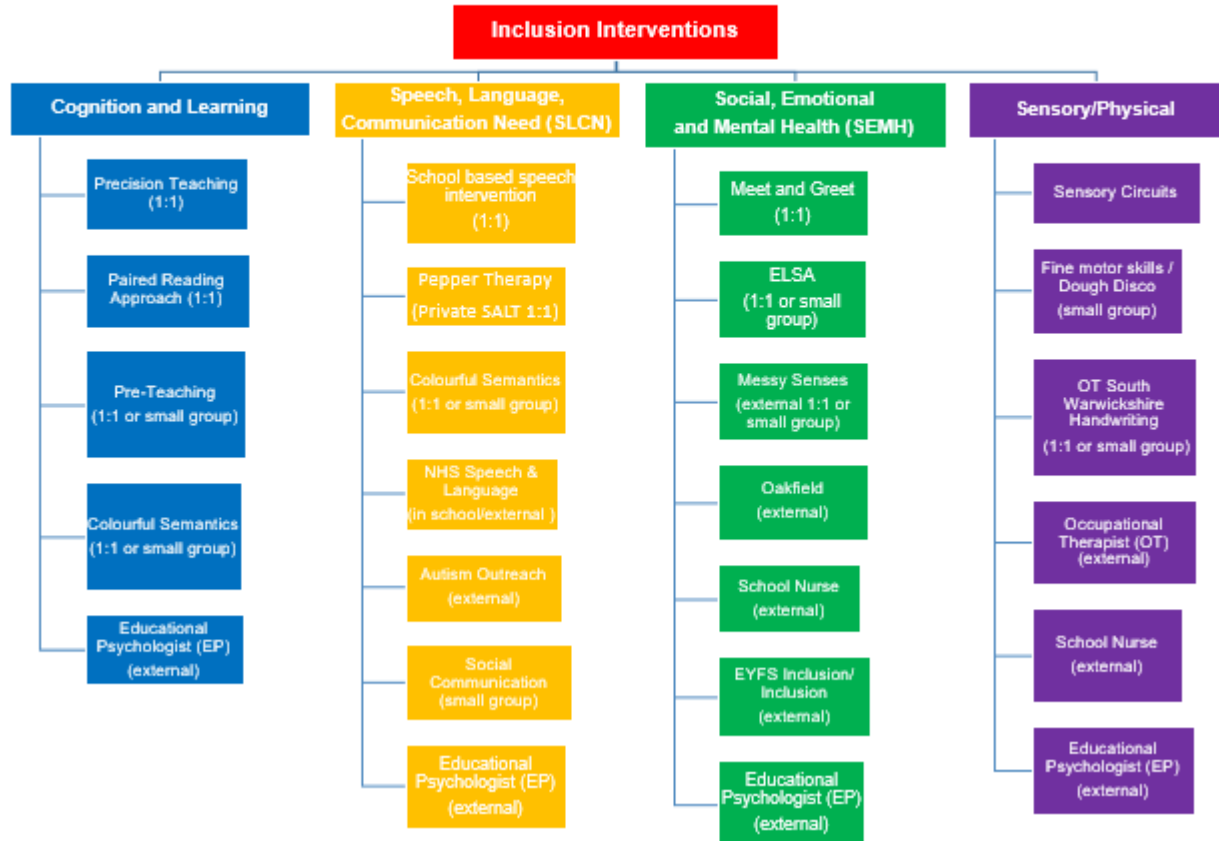 Inclusion Interventions
Cognition and Learning
Precision Teaching
(1:1)
Paired Reading
Approach (1:1)
Pre-Teaching
(1:1 or small group)
Colourful Semantics
(1:1 or small group)
Educational
Psychologist (EP)
(external)
Speech, Language,
Communication Need (SLCN)
School based speech
intervention
(1:1)
Pepper Therapy
(Private SALT 1:1)
Colourful Semantics
(1:1 or small group)
NHS Speech &
Language
(in school/external )
Autism Outreach
(external)
Social
Communication
(small group)
Educational
Psychologist (EP)
(external)
Social, Emotional
and Mental Health (SEMH)
Meet and Greet
(1:1)
ELSA
(1:1 or small
group)
Messy Senses
(external 1:1 or
small group)
Oakfield
(external)
School Nurse
(external)
EYFS Inclusion/
Inclusion
(external)
Educational
Psychologist (EP)
(external)
Sensory/Physical
Sensory Circuits
Fine motor skills /
Dough Disco
(small group)
OT South
Warwickshire
Handwriting
(1:1 or small group)
Occupational
Therapist (OT)
(external)
School Nurse
(external)
Educational
Psychologist (EP)
(external)